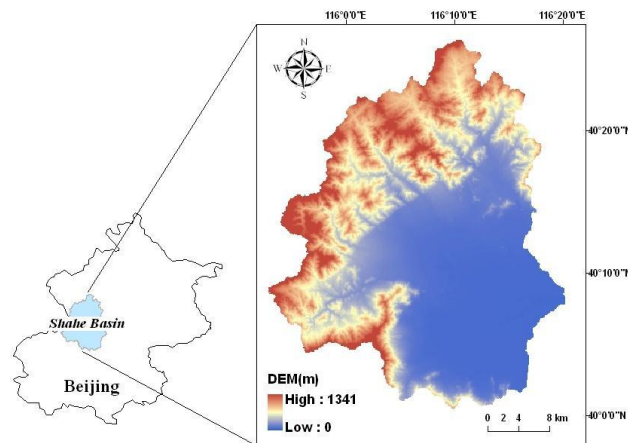 116°0'0"E 116°10'0"E 116°20'0"E
N
W E
S
40°20'0"N
40°10'0"N
40°0'0"N
Shahe Basin
Beijing
DEM(m)
High : 1341
Low : 0
0 2 4 8 km